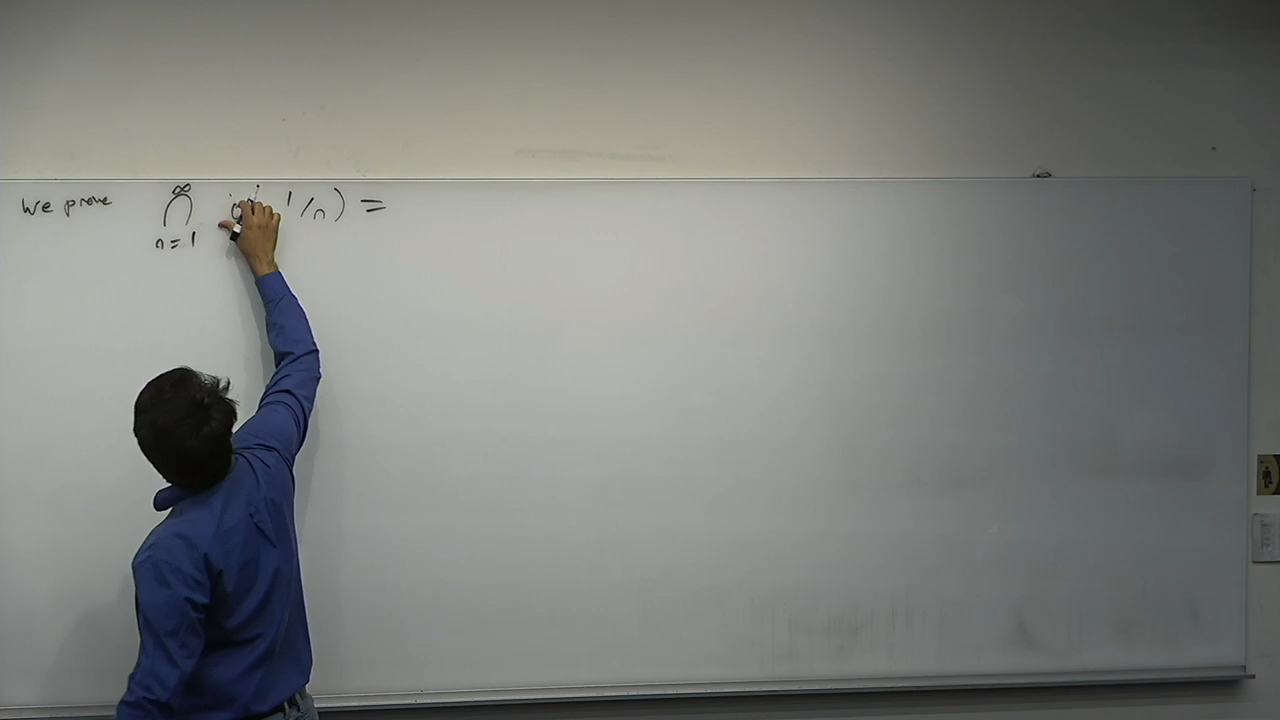 We prove ∞ ∩ n = 1 1/n) =